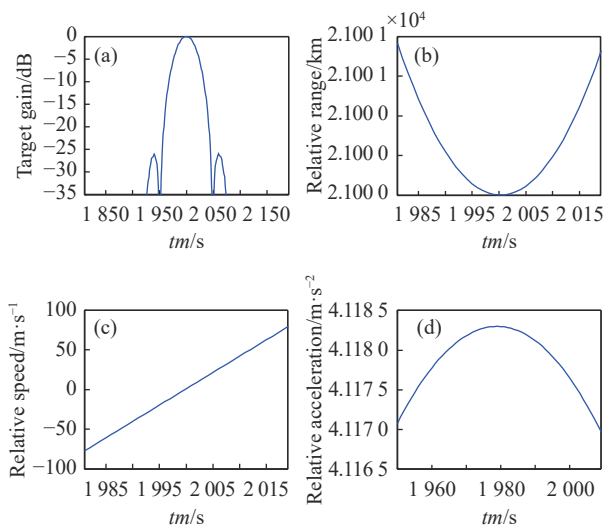 (a)
Target gain/dB
0
−5
−10
−15
−20
−25
−30
−35
1 850 1 950 2 050 2 150
tm/s
(b)
×10⁴
Relative range/km
2.100 1
2.100 1
2.100 0
2.100 0
2.100 0
1 985 1 995 2 005 2 015
tm/s
(c)
Relative speed/m·s⁻¹
100
50
0
−50
−100
1 985 1 995 2 005 2 015
tm/s
(d)
Relative acceleration/m·s⁻²
4.118 5
4.118 0
4.117 5
4.117 0
4.116 5
1 960 1 980 2 000
tm/s